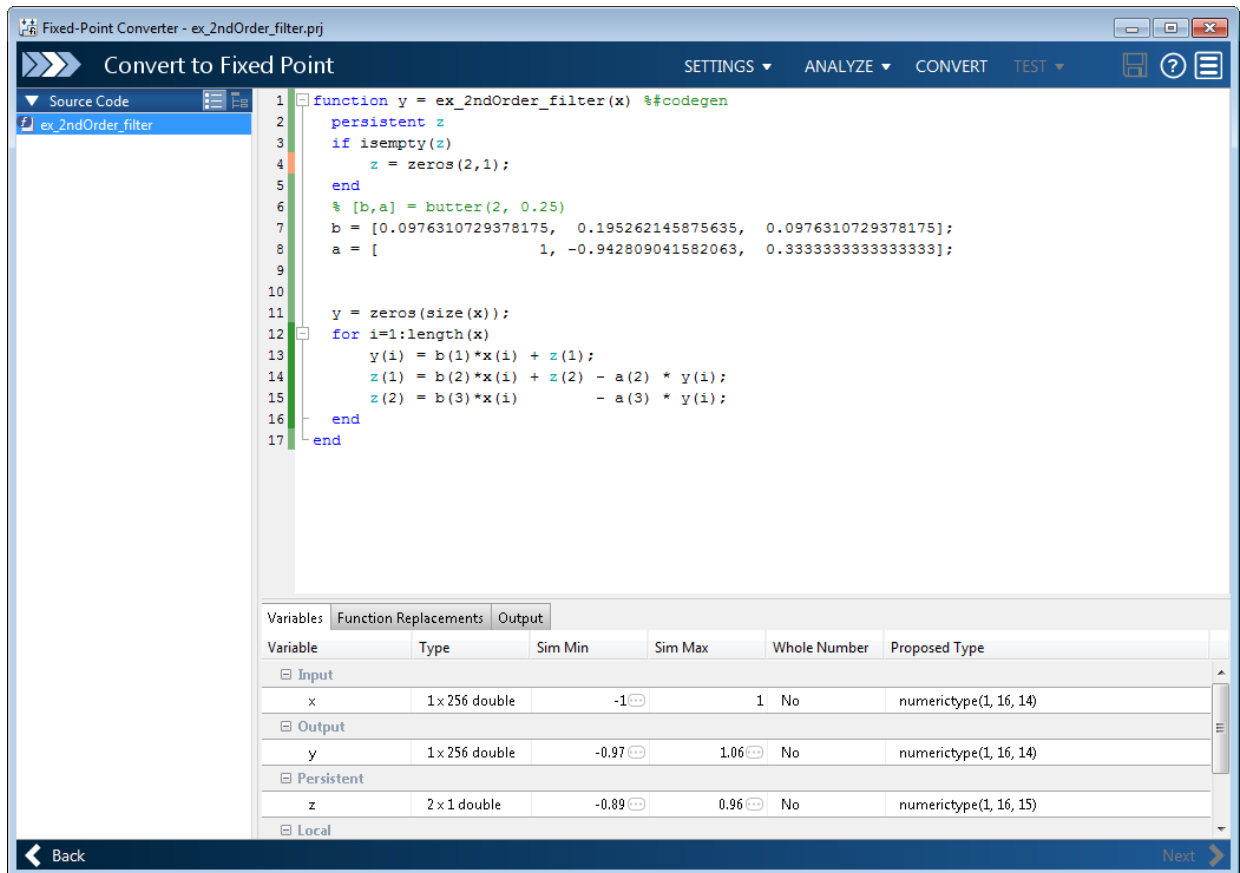 Fixed-Point Converter - ex_2ndOrder_filter.prj
Convert to Fixed Point SETTINGS ANALYZE CONVERT TEST
Source Code
ex_2ndOrder_filter
1 function y = ex_2ndOrder_filter(x) %#codegen
2 persistent z
3 if isempty(z)
4 z = zeros(2,1);
5 end
6 % [b,a] = butter(2, 0.25)
7 b = [0.0976310729378175, 0.195262145875635, 0.0976310729378175];
8 a = [ 1, -0.942809041582063, 0.3333333333333333];
9
10
11 y = zeros(size(x));
12 for i=1:length(x)
13 y(i) = b(1)*x(i) + z(1);
14 z(1) = b(2)*x(i) + z(2) - a(2) * y(i);
15 z(2) = b(3)*x(i) - a(3) * y(i);
16 end
17 end
Variables Function Replacements Output
Variable Type Sim Min Sim Max Whole Number Proposed Type
Input
x 1 x 256 double -1 1 No numerictype(1, 16, 14)
Output
y 1 x 256 double -0.97 1.06 No numerictype(1, 16, 14)
Persistent
z 2 x 1 double -0.89 0.96 No numerictype(1, 16, 15)
Local
Back Next